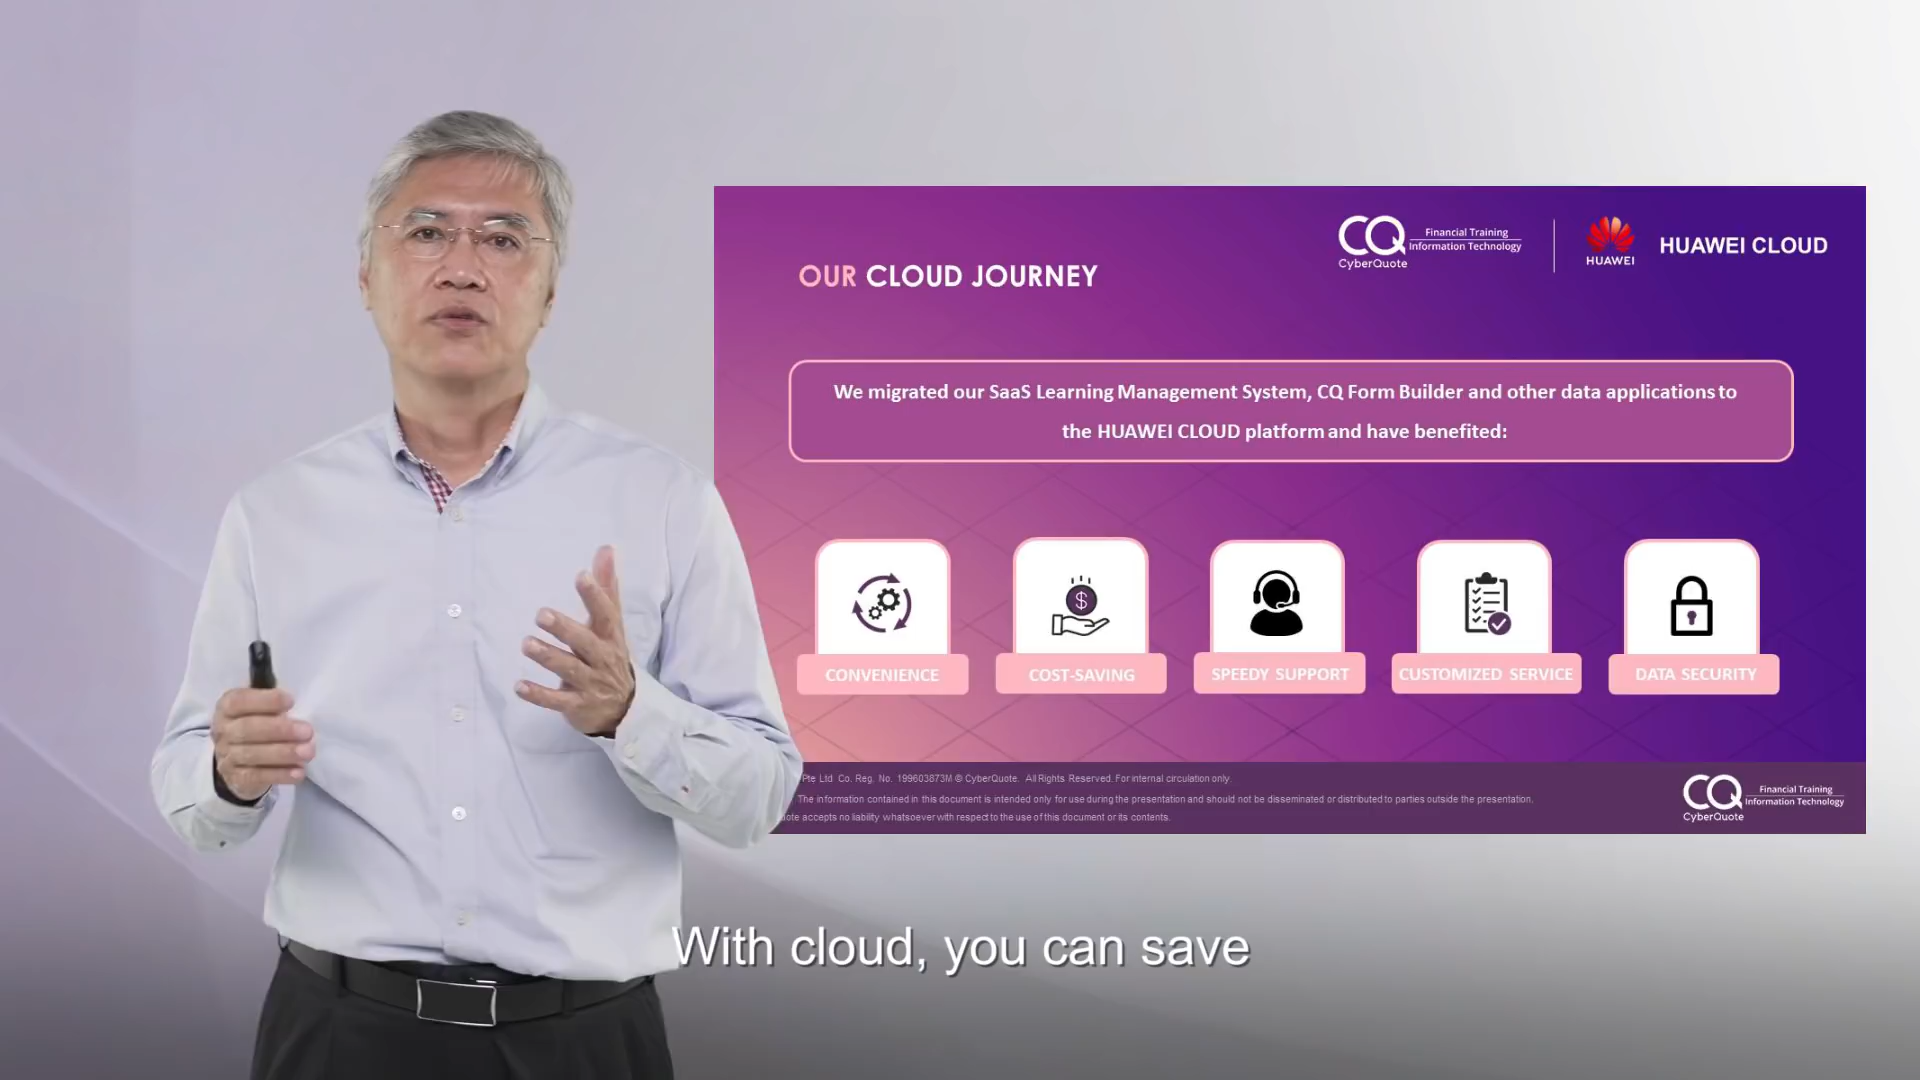 CQ
CyberQuote
Financial Training
Information Technology
HUAWEI
HUAWEI CLOUD
OUR CLOUD JOURNEY
We migrated our SaaS Learning Management System, CQ Form Builder and other data applications to
the HUAWEI CLOUD platform and have benefited:
$
CONVENIENCE
COST-SAVING
SPEEDY SUPPORT
CUSTOMIZED SERVICE
DATA SECURITY
Pte Ltd Co. Reg. No. 199603873M © CyberQuote. All Rights Reserved. For internal circulation only.
The information contained in this document is intended only for use during the presentation and should not be disseminated or distributed to parties outside the presentation.
accepts no liability whatsoever with respect to the use of this document or its contents.
CQ
CyberQuote
Financial Training
Information Technology
With cloud, you can save